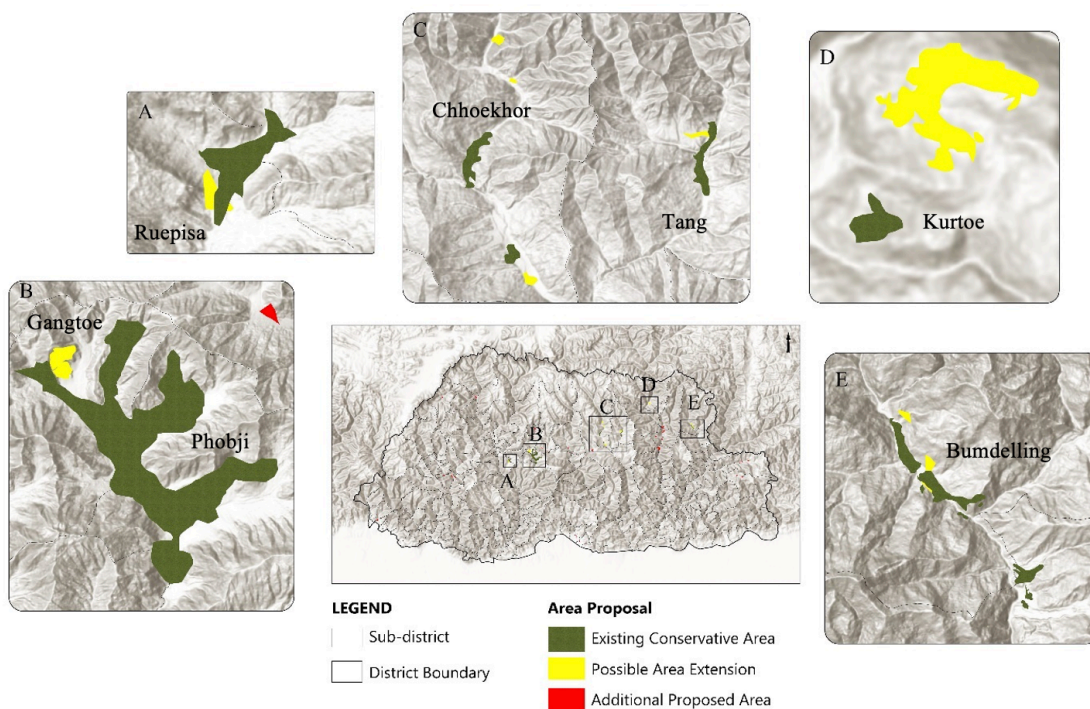 A
Ruepisa
B
Gangtoe
Phobji
C
Chhoekhor
Tang
D
Kurtoe
E
Bumdelling
A
B
C
D
E
LEGEND
Sub-district
District Boundary
Area Proposal
Existing Conservative Area
Possible Area Extension
Additional Proposed Area